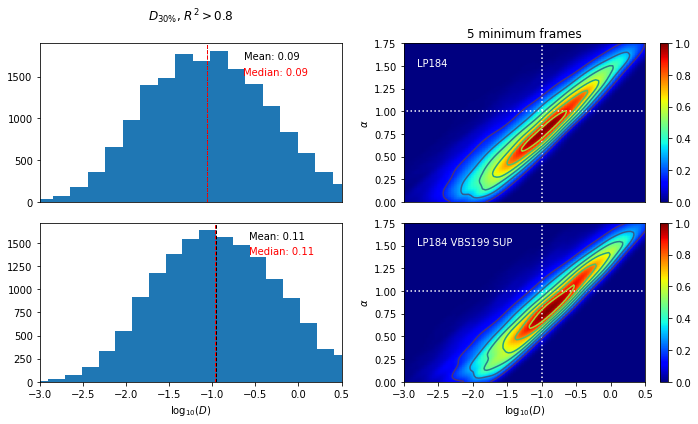 D30%, R² > 0.8
Mean: 0.09
Median: 0.09
1500
1000
500
0
5 minimum frames
LP184
α
1.75
1.50
1.25
1.00
0.75
0.50
0.25
0.00
1.0
0.8
0.6
0.4
0.2
0.0
Mean: 0.11
Median: 0.11
1500
1250
1000
750
500
250
0
−3.0 −2.5 −2.0 −1.5 −1.0 −0.5 0.0 0.5
log10(D)
LP184 VBS199 SUP
α
1.75
1.50
1.25
1.00
0.75
0.50
0.25
0.00
−3.0 −2.5 −2.0 −1.5 −1.0 −0.5 0.0 0.5
log10(D)
1.0
0.8
0.6
0.4
0.2
0.0